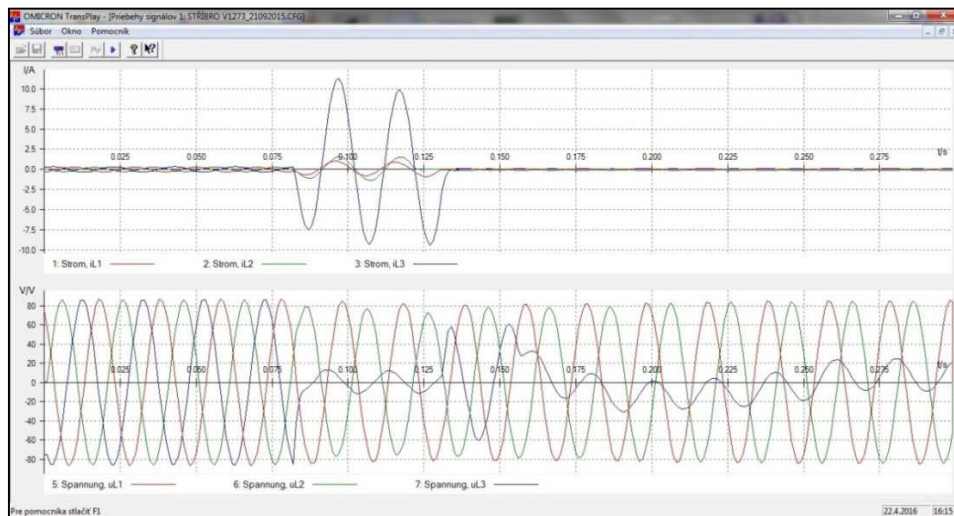 OMICRON TransPlay - [Priebehy signálov 1: STŘÍBRO V1273_21092015.CFG]
Súbor Okno Pomocník
I/A
10.0
7.5
5.0
2.5
0.0
-2.5
-5.0
-7.5
-10.0
0.025 0.050 0.075 0.100 0.125 0.150 0.175 0.200 0.225 0.250 0.275 t/s
1: Strom, iL1 2: Strom, iL2 3: Strom, iL3
V/V
80
60
40
20
0
-20
-40
-60
-80
0.025 0.050 0.075 0.100 0.125 0.150 0.175 0.200 0.225 0.250 0.275 t/s
5: Spannung, uL1 6: Spannung, uL2 7: Spannung, uL3
Pre pomocníka stlačiť F1 22.4.2016 16:15